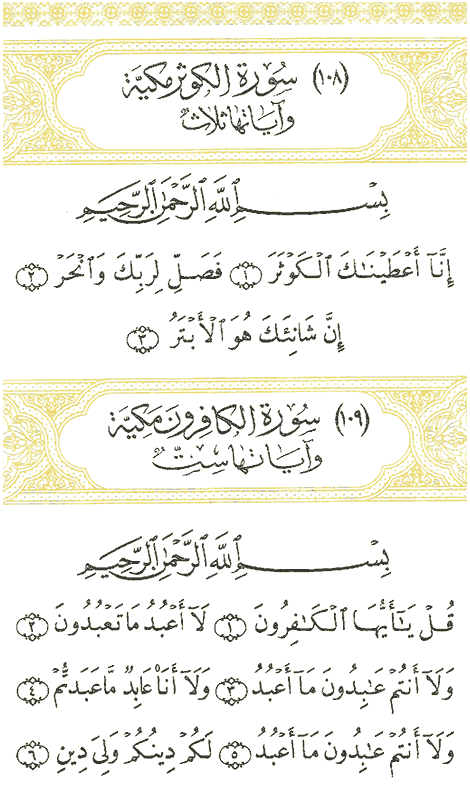 (١٠٨) سُورَةُ الكَوثَرِ مَكِيَّة
وَآيَاتُهَا ثَلَاثٌ
بِسْمِ ٱللَّهِ ٱلرَّحْمَٰنِ ٱلرَّحِيمِ
إِنَّآ أَعْطَيْنَٰكَ ٱلْكَوْثَرَ ١ فَصَلِّ لِرَبِّكَ وَٱنْحَرْ ٢
إِنَّ شَانِئَكَ هُوَ ٱلْأَبْتَرُ ٣
(١٠٩) سُورَةُ الكَافِرُونَ مَكِيَّة
وَآيَاتُهَا سِتٌّ
بِسْمِ ٱللَّهِ ٱلرَّحْمَٰنِ ٱلرَّحِيمِ
قُلْ يَٰٓأَيُّهَا ٱلْكَٰفِرُونَ ١ لَآ أَعْبُدُ مَا تَعْبُدُونَ ٢
وَلَآ أَنتُمْ عَٰبِدُونَ مَآ أَعْبُدُ ٣ وَلَآ أَنَا۠ عَابِدٌ مَّا عَبَدتُّمْ ٤
وَلَآ أَنتُمْ عَٰبِدُونَ مَآ أَعْبُدُ ٥ لَكُمْ دِينُكُمْ وَلِىَ دِينِ ٦